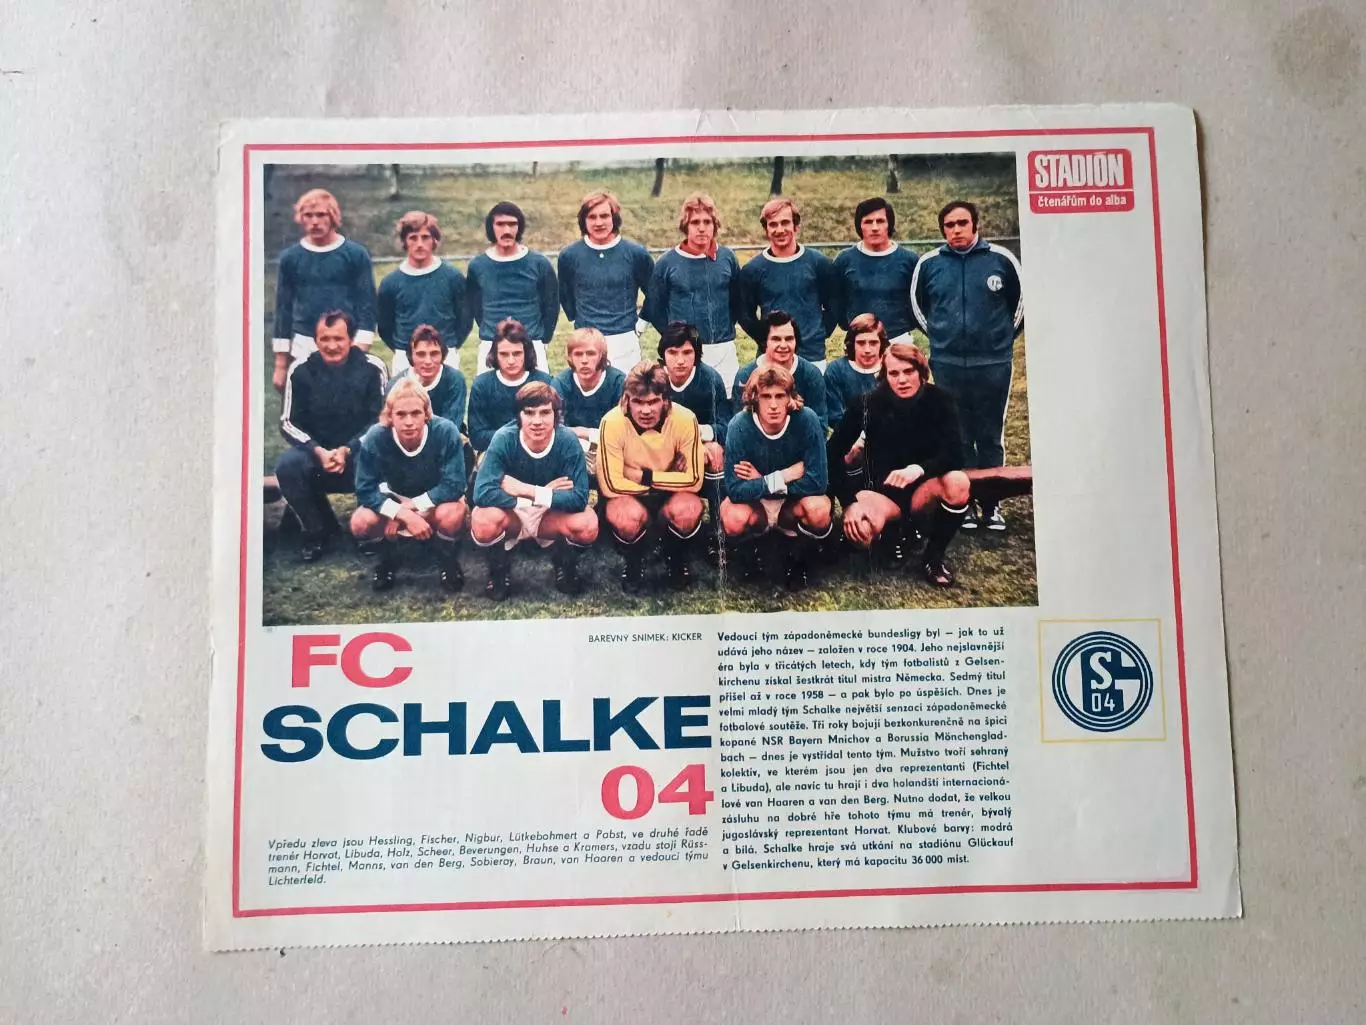 STADIÓN
čtenářům do alba
BAREVNÝ SNÍMEK: KICKER
FC
SCHALKE
04
Vpředu zleva jsou Hessling, Fischer, Nigbur, Lütkebohmert a Pabst, ve druhé řadě
trenér Horvat, Libuda, Holz, Scheer, Beverungen, Huhse a Kramers, vzadu stojí Rüss-
mann, Fichtel, Manns, van den Berg, Sobieray, Braun, van Haaren a vedoucí týmu
Lichterfeld.
Vedoucí tým západoněmecké bundesligy byl – jak to už
udává jeho název – založen v roce 1904. Jeho nejslavnější
éra byla v třicátých letech, kdy tým fotbalistů z Gelsen-
kirchenu získal šestkrát titul mistra Německa. Sedmý titul
přišel až v roce 1958 – a pak bylo po úspěších. Dnes je
velmi mladý tým Schalke největší senzací západoněmecké
fotbalové soutěže. Tři roky bojují bezkonkurenčně na špici
kopané NSR Bayern Mnichov a Borussia Mönchenglad-
bach – dnes je vystřídal tento tým. Mužstvo tvoří sehraný
kolektiv, ve kterém jsou jen dva reprezentanti (Fichtel
a Libuda), ale navíc tu hrají i dva holandští internacioná-
lové van Haaren a van den Berg. Nutno dodat, že velkou
zásluhu na dobré hře tohoto týmu má trenér, bývalý
jugoslávský reprezentant Horvat. Klubové barvy: modrá
a bílá. Schalke hraje svá utkání na stadiónu Glückauf
v Gelsenkirchenu, který má kapacitu 36 000 míst.
S
04